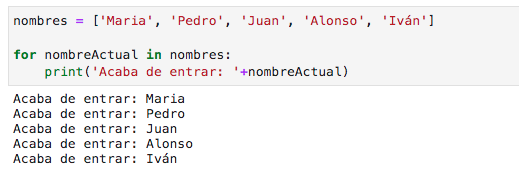 nombres = ['Maria', 'Pedro', 'Juan', 'Alonso', 'Iván']
for nombreActual in nombres:
    print('Acaba de entrar: '+nombreActual)
Acaba de entrar: Maria
Acaba de entrar: Pedro
Acaba de entrar: Juan
Acaba de entrar: Alonso
Acaba de entrar: Iván